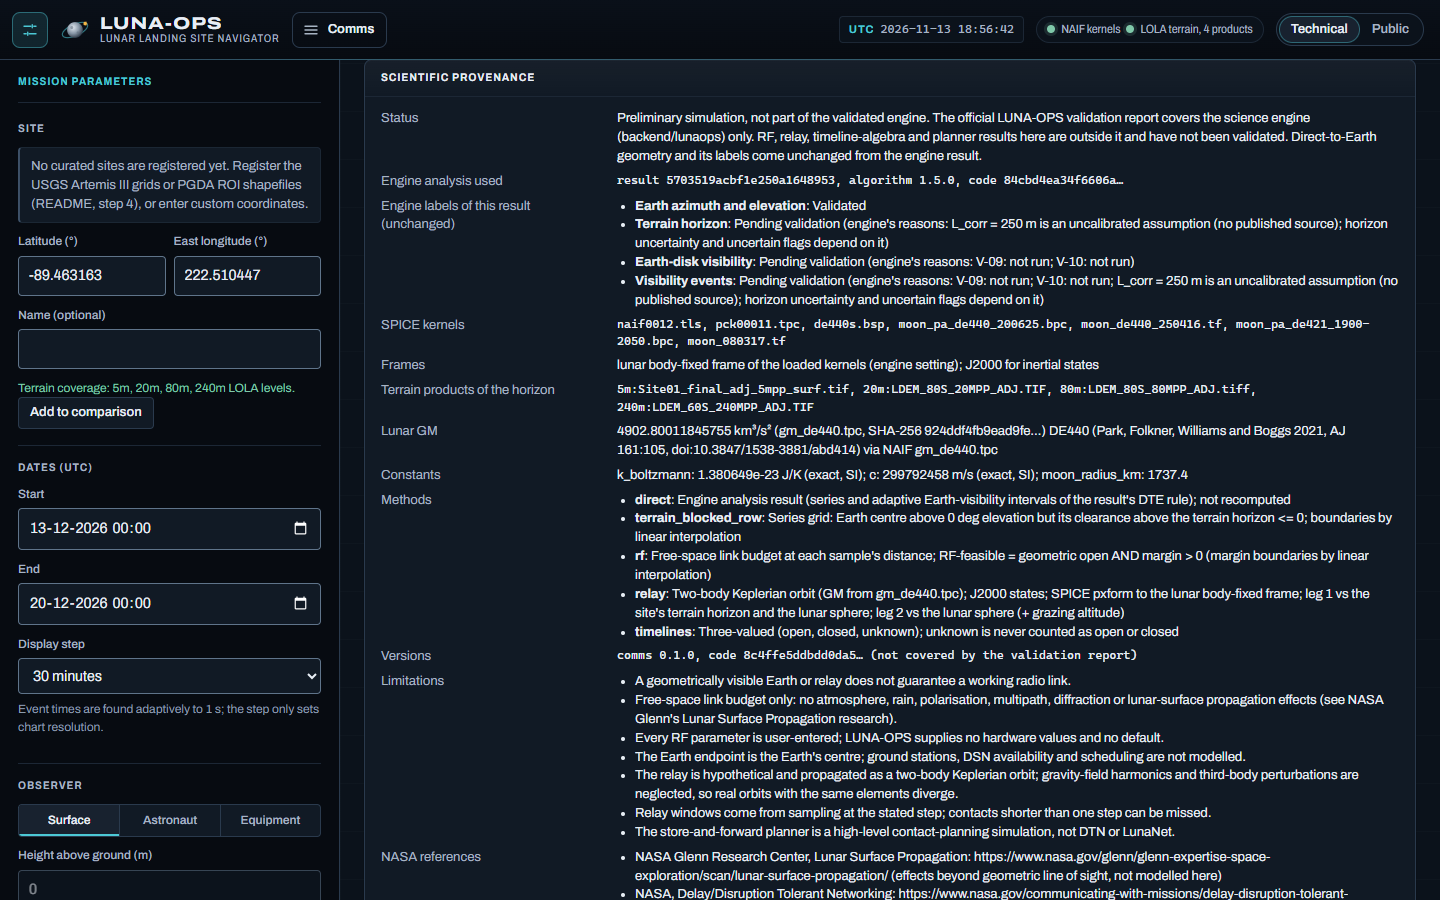 LUNA-OPS
LUNAR LANDING SITE NAVIGATOR
Comms
UTC 2026-11-13 18:56:42
NAIF kernels
LOLA terrain, 4 products
Technical
Public
MISSION PARAMETERS
SITE
No curated sites are registered yet. Register the
USGS Artemis III grids or PGDA ROI shapefiles
(README, step 4), or enter custom coordinates.
Latitude (°)
East longitude (°)
-89.463163
222.510447
Name (optional)
Terrain coverage: 5m, 20m, 80m, 240m LOLA levels.
Add to comparison
DATES (UTC)
Start
13-12-2026 00:00
End
20-12-2026 00:00
Display step
30 minutes
Event times are found adaptively to 1 s; the step only sets
chart resolution.
OBSERVER
Surface
Astronaut
Equipment
Height above ground (m)
0
SCIENTIFIC PROVENANCE
Status
Preliminary simulation, not part of the validated engine. The official LUNA-OPS validation report covers the science engine
(backend/lunaops) only. RF, relay, timeline-algebra and planner results here are outside it and have not been validated. Direct-to-Earth
geometry and its labels come unchanged from the engine result.
Engine analysis used
result 5703519acbf1e250a1648953, algorithm 1.5.0, code 84cbd4ea34f6606a…
Engine labels of this result
(unchanged)
• Earth azimuth and elevation: Validated
• Terrain horizon: Pending validation (engine's reasons: L_corr = 250 m is an uncalibrated assumption (no published source); horizon
uncertainty and uncertain flags depend on it)
• Earth-disk visibility: Pending validation (engine's reasons: V-09: not run; V-10: not run)
• Visibility events: Pending validation (engine's reasons: V-09: not run; V-10: not run; L_corr = 250 m is an uncalibrated assumption (no
published source); horizon uncertainty and uncertain flags depend on it)
SPICE kernels
naif0012.tls, pck00011.tpc, de440s.bsp, moon_pa_de440_200625.bpc, moon_de440_250416.tf, moon_pa_de421_1900-
2050.bpc, moon_080317.tf
Frames
lunar body-fixed frame of the loaded kernels (engine setting); J2000 for inertial states
Terrain products of the horizon
5m:Site01_final_adj_5mpp_surf.tif, 20m:LDEM_80S_20MPP_ADJ.TIF, 80m:LDEM_80S_80MPP_ADJ.tiff,
240m:LDEM_60S_240MPP_ADJ.TIF
Lunar GM
4902.80011845755 km³/s² (gm_de440.tpc, SHA-256 924ddf4fb9ead9fe…) DE440 (Park, Folkner, Williams and Boggs 2021, AJ
161:105, doi:10.3847/1538-3881/abd414) via NAIF gm_de440.tpc
Constants
k_boltzmann: 1.380649e-23 J/K (exact, SI); c: 299792458 m/s (exact, SI); moon_radius_km: 1737.4
Methods
• direct: Engine analysis result (series and adaptive Earth-visibility intervals of the result's DTE rule); not recomputed
• terrain_blocked_row: Series grid: Earth centre above 0 deg elevation but its clearance above the terrain horizon <= 0; boundaries by
linear interpolation
• rf: Free-space link budget at each sample's distance; RF-feasible = geometric open AND margin > 0 (margin boundaries by linear
interpolation)
• relay: Two-body Keplerian orbit (GM from gm_de440.tpc); J2000 states; SPICE pxform to the lunar body-fixed frame; leg 1 vs the
site's terrain horizon and the lunar sphere; leg 2 vs the lunar sphere (+ grazing altitude)
• timelines: Three-valued (open, closed, unknown); unknown is never counted as open or closed
Versions
comms 0.1.0, code 8c4ffe5ddbdd0da5… (not covered by the validation report)
Limitations
• A geometrically visible Earth or relay does not guarantee a working radio link.
• Free-space link budget only: no atmosphere, rain, polarisation, multipath, diffraction or lunar-surface propagation effects (see NASA
Glenn's Lunar Surface Propagation research).
• Every RF parameter is user-entered; LUNA-OPS supplies no hardware values and no default.
• The Earth endpoint is the Earth's centre; ground stations, DSN availability and scheduling are not modelled.
• The relay is hypothetical and propagated as a two-body Keplerian orbit; gravity-field harmonics and third-body perturbations are
neglected, so real orbits with the same elements diverge.
• Relay windows come from sampling at the stated step; contacts shorter than one step can be missed.
• The store-and-forward planner is a high-level contact-planning simulation, not DTN or LunaNet.
NASA references
• NASA Glenn Research Center, Lunar Surface Propagation: https://www.nasa.gov/glenn/glenn-expertise-space-
exploration/scan/lunar-surface-propagation/ (effects beyond geometric line of sight, not modelled here)
• NASA, Delay/Disruption Tolerant Networking: https://www.nasa.gov/communicating-with-missions/delay-disruption-tolerant-